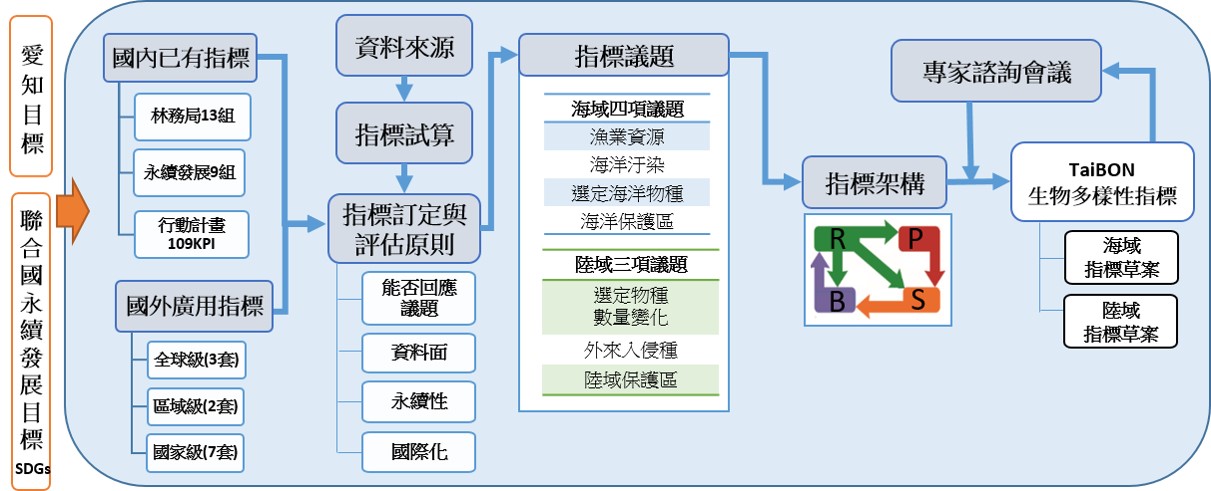 愛知目標
聯合國永續發展目標
SDGs
國內已有指標
林務局13組
永續發展9組
行動計畫
109KPI
國外廣用指標
全球級(3套)
區域級(2套)
國家級(7套)
資料來源
指標試算
指標訂定與
評估原則
能否回應
議題
資料面
永續性
國際化
指標議題
海域四項議題
漁業資源
海洋汙染
選定海洋物種
海洋保護區
陸域三項議題
選定物種
數量變化
外來入侵種
陸域保護區
指標架構
R
P
B
S
專家諮詢會議
TaiBON
生物多樣性指標
海域
指標草案
陸域
指標草案